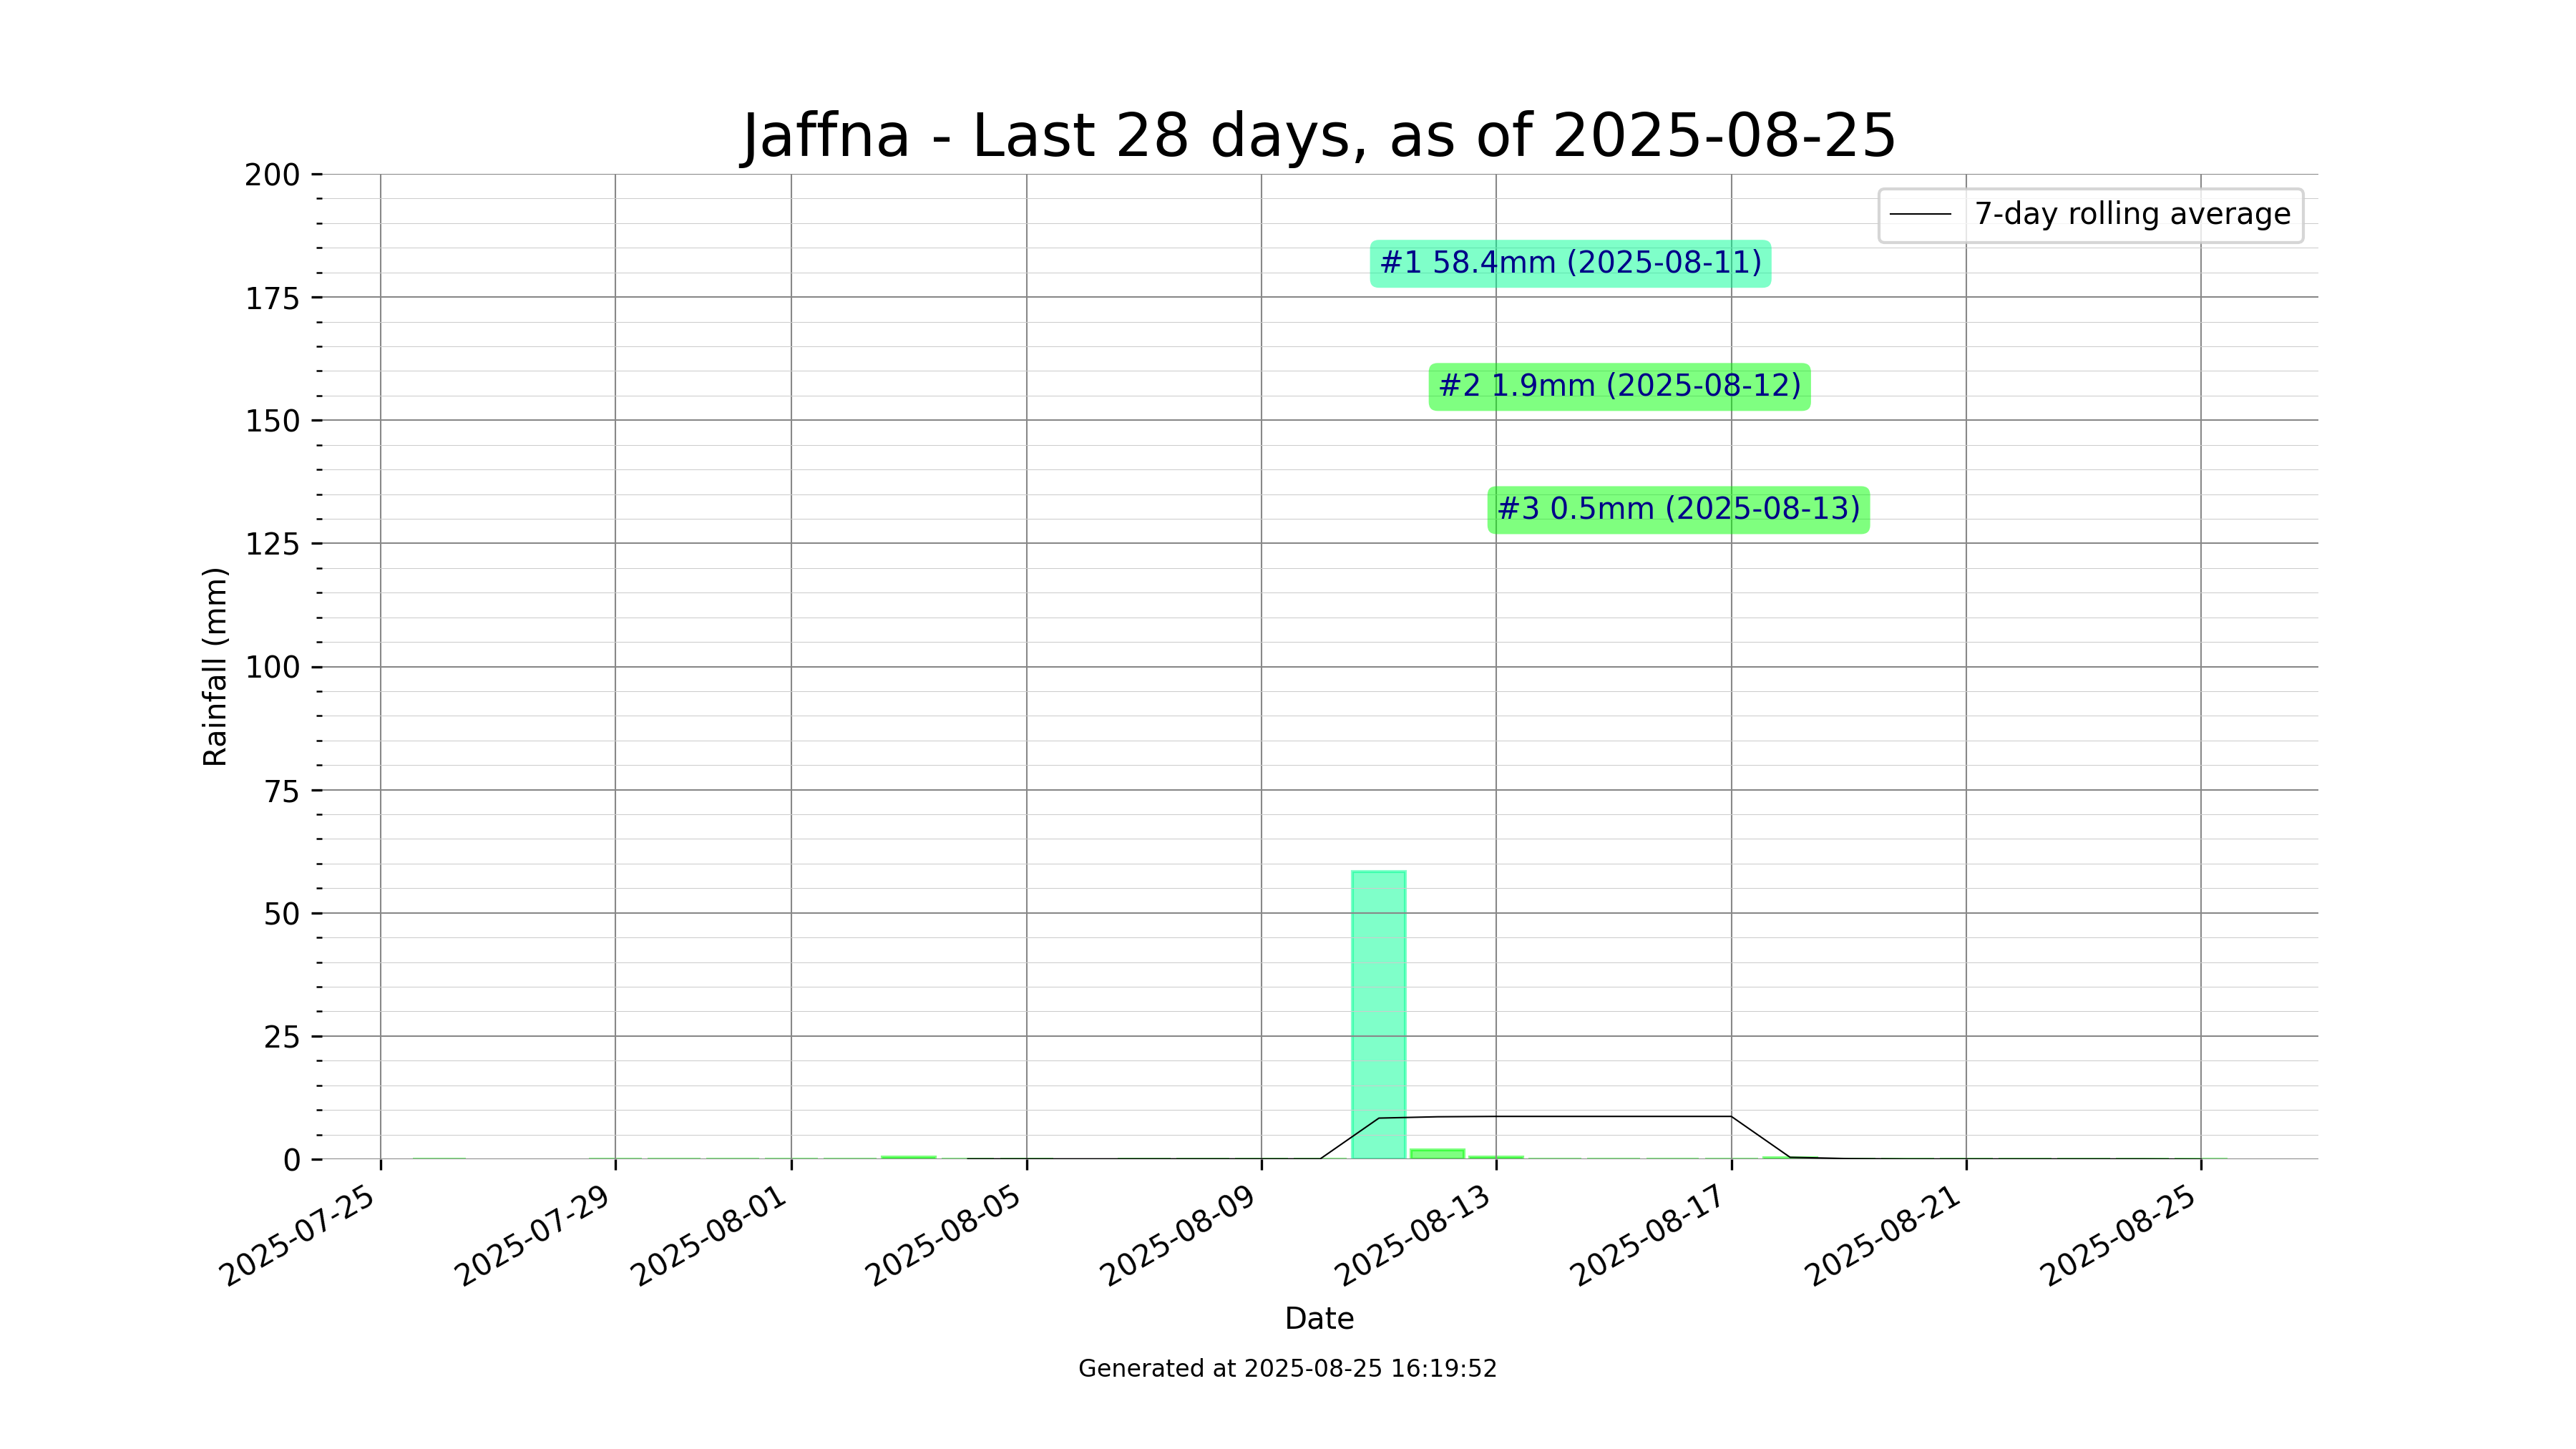 Jaffna - Last 28 days, as of 2025-08-25
7-day rolling average
#1 58.4mm (2025-08-11)
#2 1.9mm (2025-08-12)
#3 0.5mm (2025-08-13)
Rainfall (mm)
200
175
150
125
100
75
50
25
0
2025-07-25
2025-07-29
2025-08-01
2025-08-05
2025-08-09
2025-08-13
2025-08-17
2025-08-21
2025-08-25
Date
Generated at 2025-08-25 16:19:52